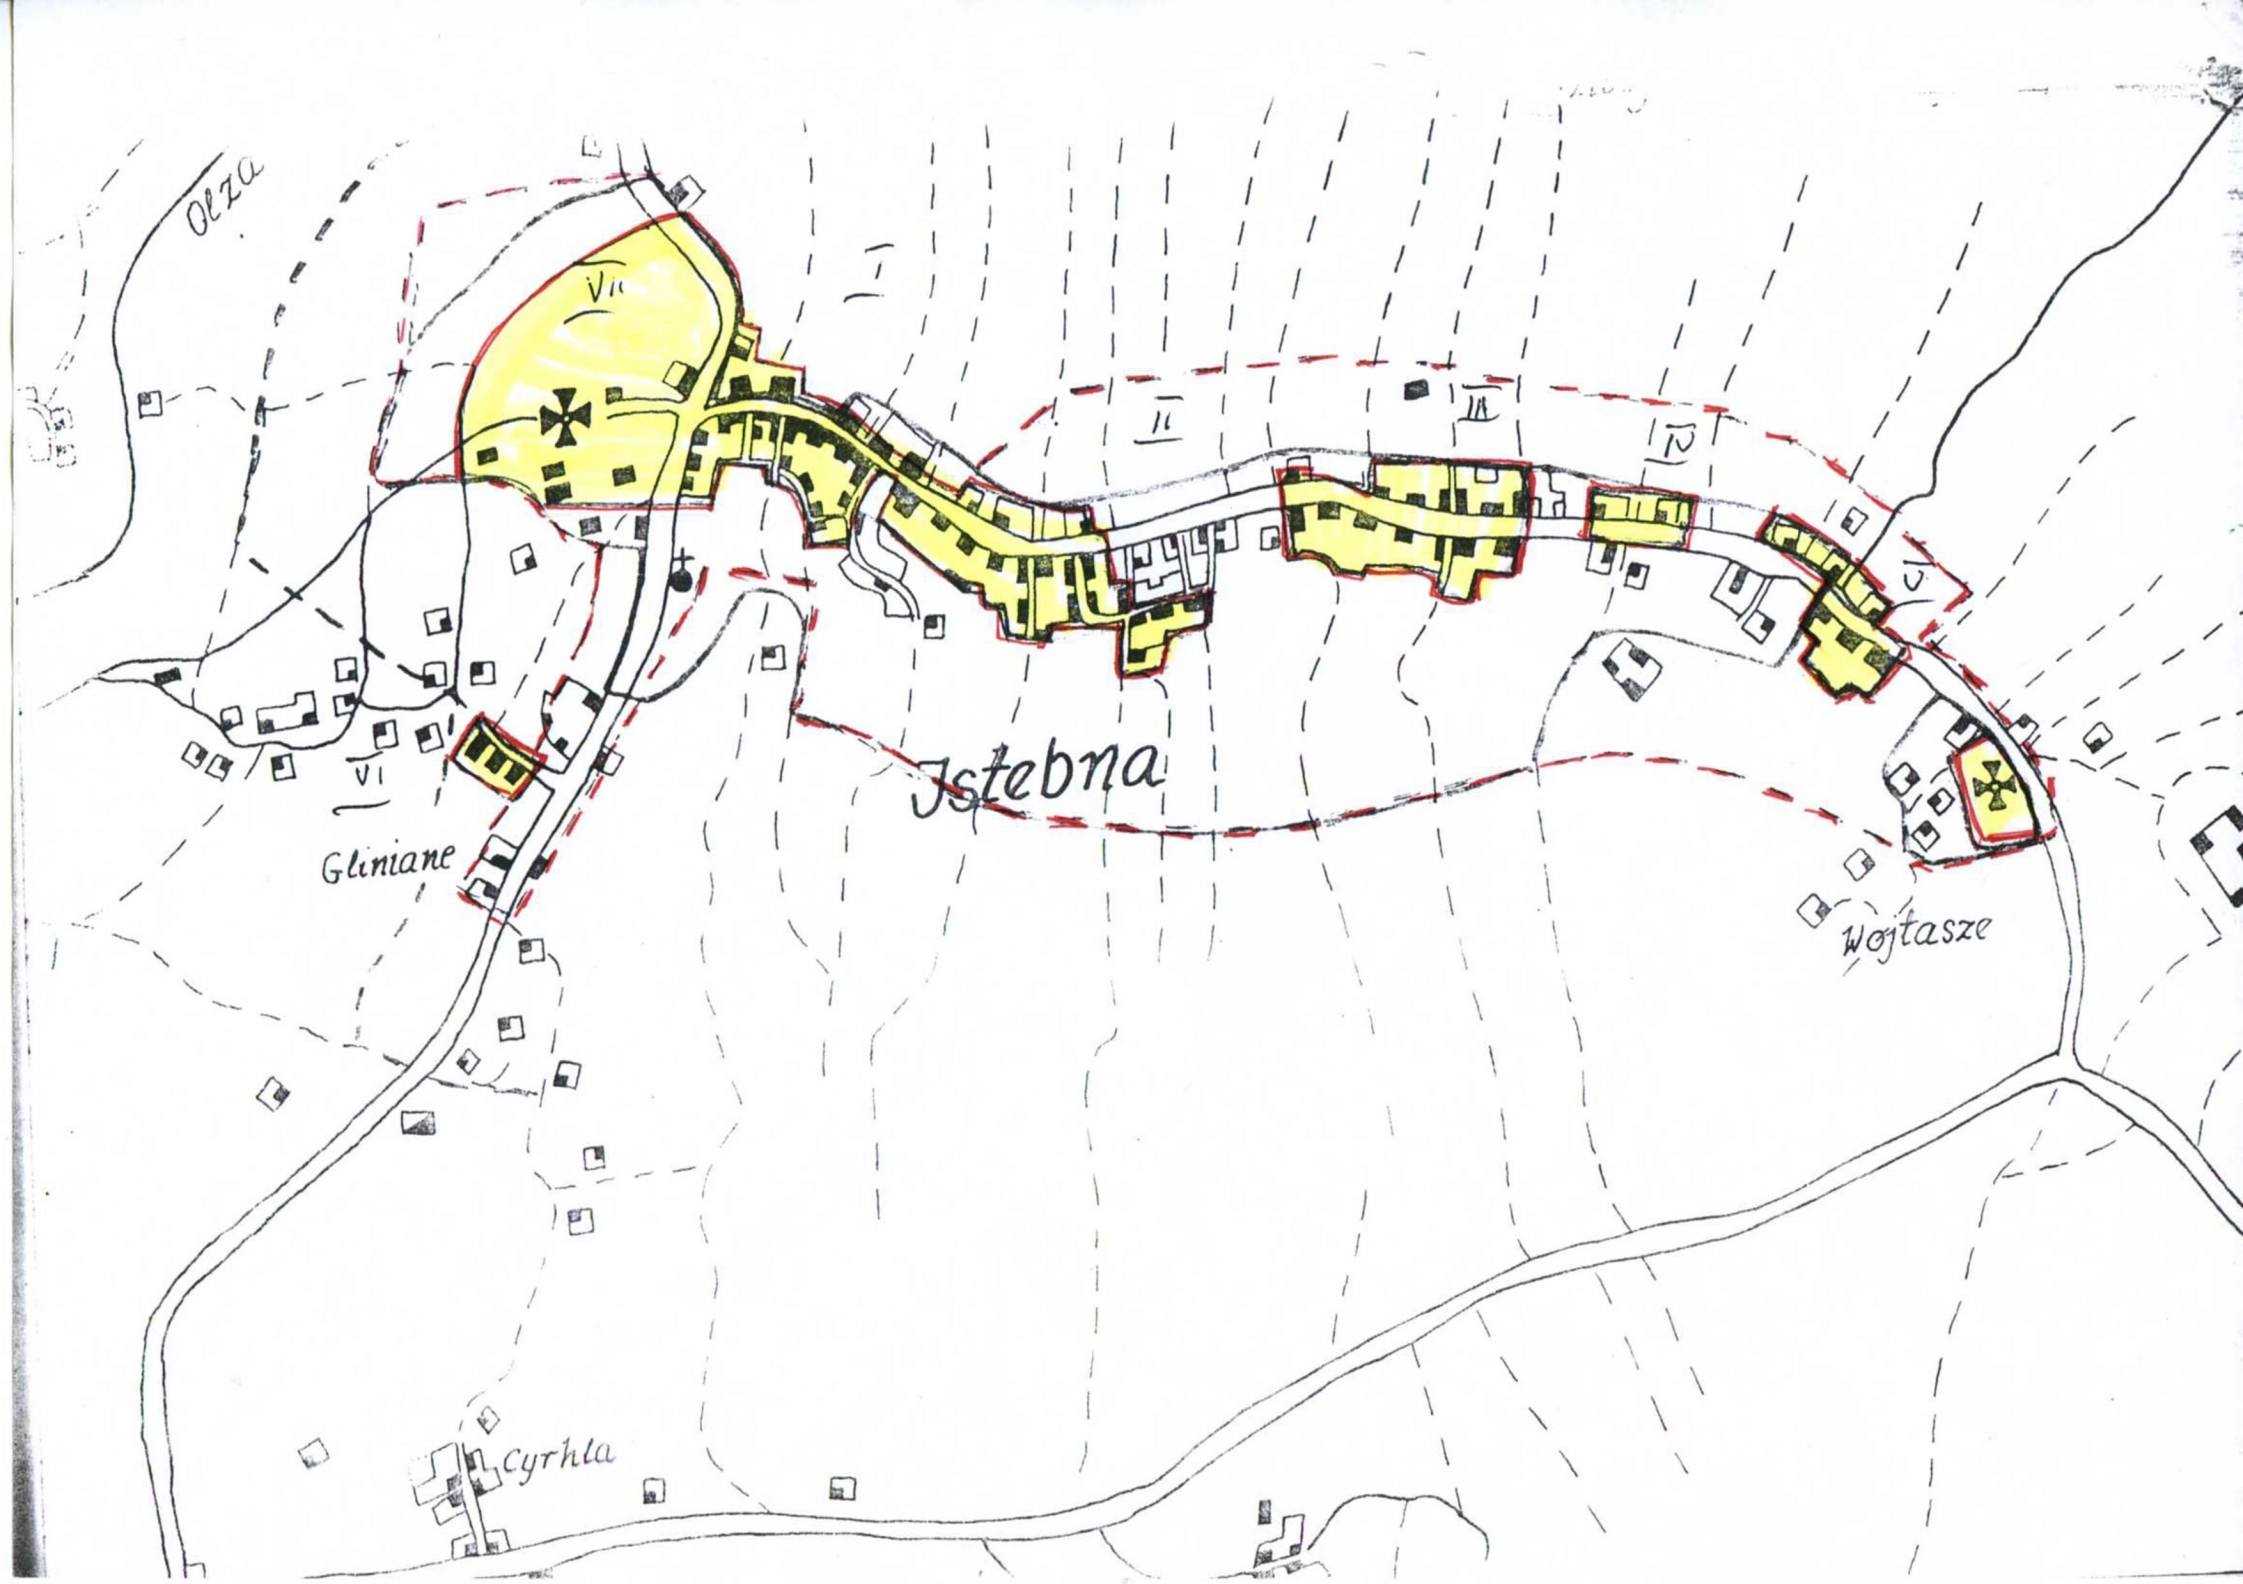 Olza
I
VII
II
III
IV
V
Istebna
VI
Gliniane
Wojtasze
Cyrhla